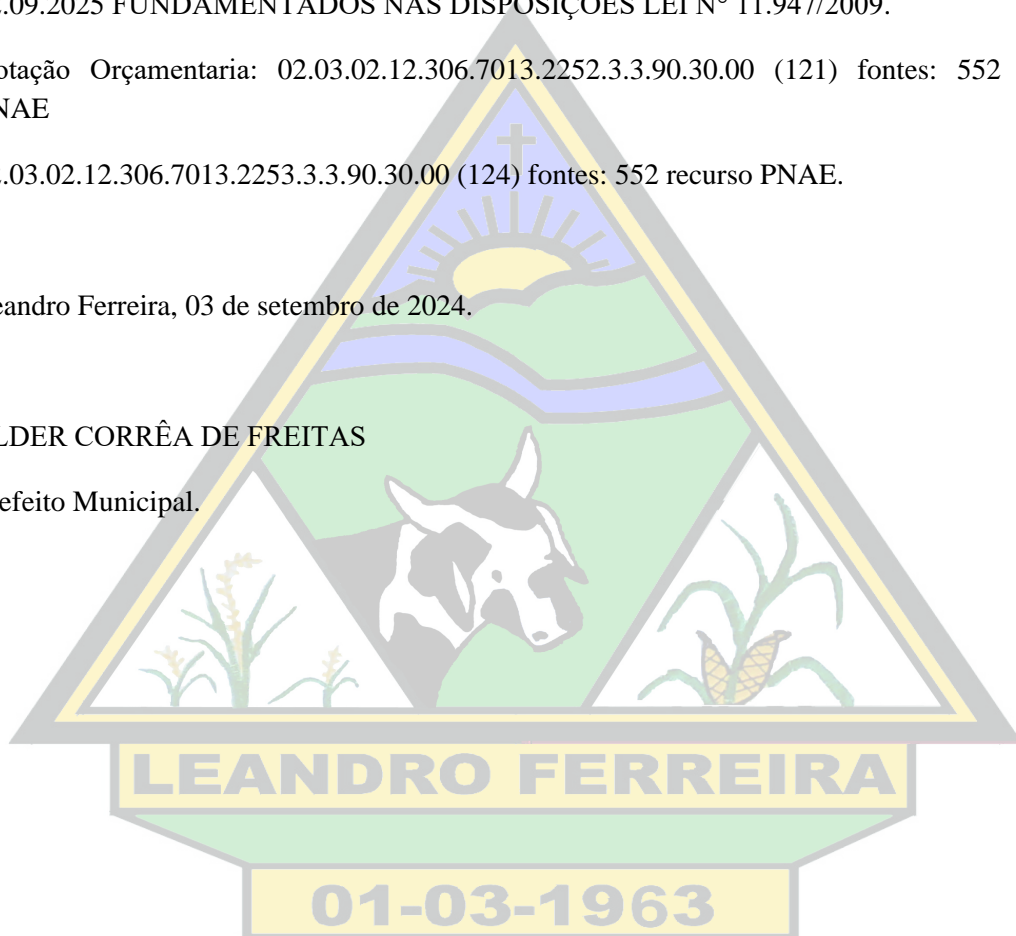 .09.2025 FUNDAMENTADOS NAS DISPOSIÇÕES LEI N° 11.947/2009.
otação Orçamentaria: 02.03.02.12.306.7013.2252.3.3.90.30.00 (121) fontes: 552
NAE
.03.02.12.306.7013.2253.3.3.90.30.00 (124) fontes: 552 recurso PNAE.
eandro Ferreira, 03 de setembro de 2024.
LDER CORRÊA DE FREITAS
efeito Municipal.
LEANDRO FERREIRA
01-03-1963